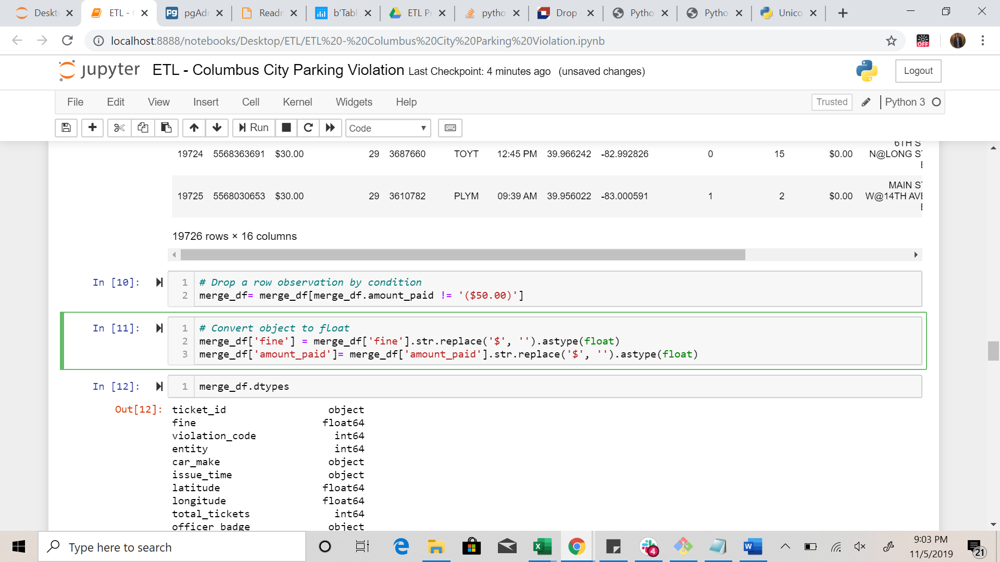 Deskt
ETL - C
pgAdr
Readr
b'Tabl
ETL Pr
pytho
Drop
Pytho
Pytho
Unico
localhost:8888/notebooks/Desktop/ETL/ETL%20-%20Columbus%20City%20Parking%20Violation.ipynb
OFF
jupyter ETL - Columbus City Parking Violation Last Checkpoint: 4 minutes ago (unsaved changes)
Logout
File Edit View Insert Cell Kernel Widgets Help
Trusted Python 3
Run Code
6TH S
19724 5568363691 $30.00 29 3687660 TOYT 12:45 PM 39.966242 -82.992826 0 15 $0.00 N@LONG ST
E
MAIN ST
19725 5568030653 $30.00 29 3610782 PLYM 09:39 AM 39.956022 -83.000591 1 2 $0.00 W@14TH AVE
E
19726 rows × 16 columns
In [10]:
1 # Drop a row observation by condition
2 merge_df= merge_df[merge_df.amount_paid != '($50.00)']
In [11]:
1 # Convert object to float
2 merge_df['fine'] = merge_df['fine'].str.replace('$', '').astype(float)
3 merge_df['amount_paid']= merge_df['amount_paid'].str.replace('$', '').astype(float)
In [12]:
1 merge_df.dtypes
Out[12]:
ticket_id object
fine float64
violation_code int64
entity int64
car_make object
issue_time object
latitude float64
longitude float64
total_tickets int64
officer_badge object
Type here to search
4
9:03 PM
11/5/2019
21